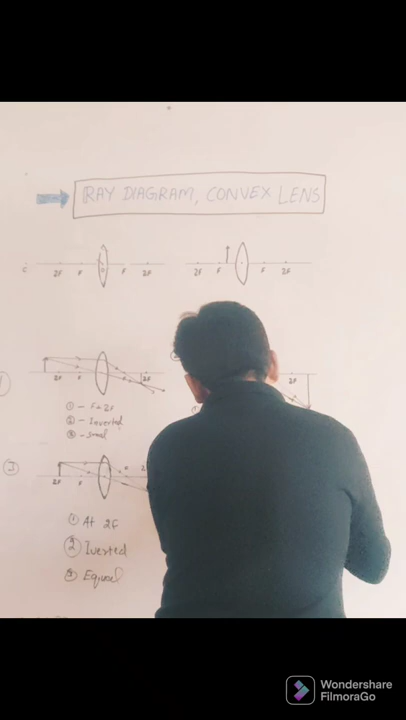 RAY DIAGRAM, CONVEX LENS
C 2F F O F 2F
2F F F 2F
2F F F 2F
① - F & 2F
② - Inverted
③ - Small
2F
2F F
① At 2F
② Iverted
③ Equal
Wondershare
FilmoraGo